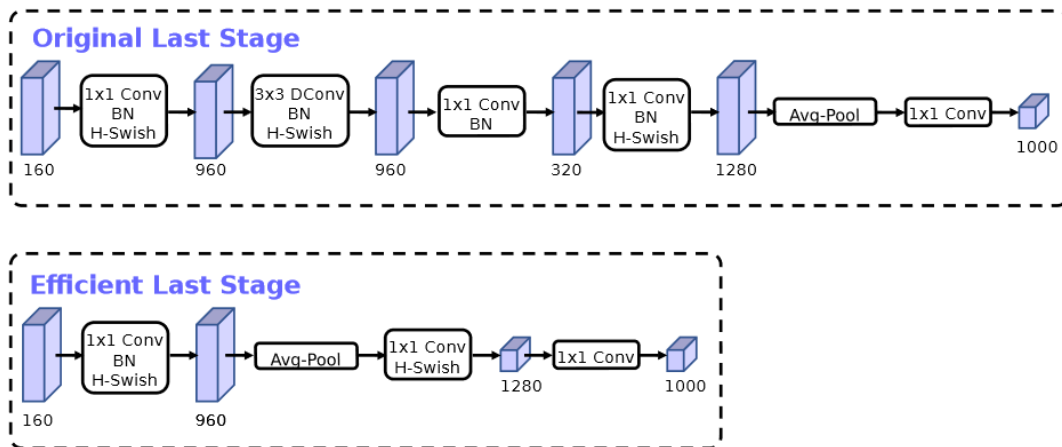 Original Last Stage
1x1 Conv
BN
H-Swish
3x3 DConv
BN
H-Swish
1x1 Conv
BN
1x1 Conv
BN
H-Swish
Avg-Pool
1x1 Conv
160
960
960
320
1280
1000
Efficient Last Stage
1x1 Conv
BN
H-Swish
Avg-Pool
1x1 Conv
H-Swish
1x1 Conv
160
960
1280
1000